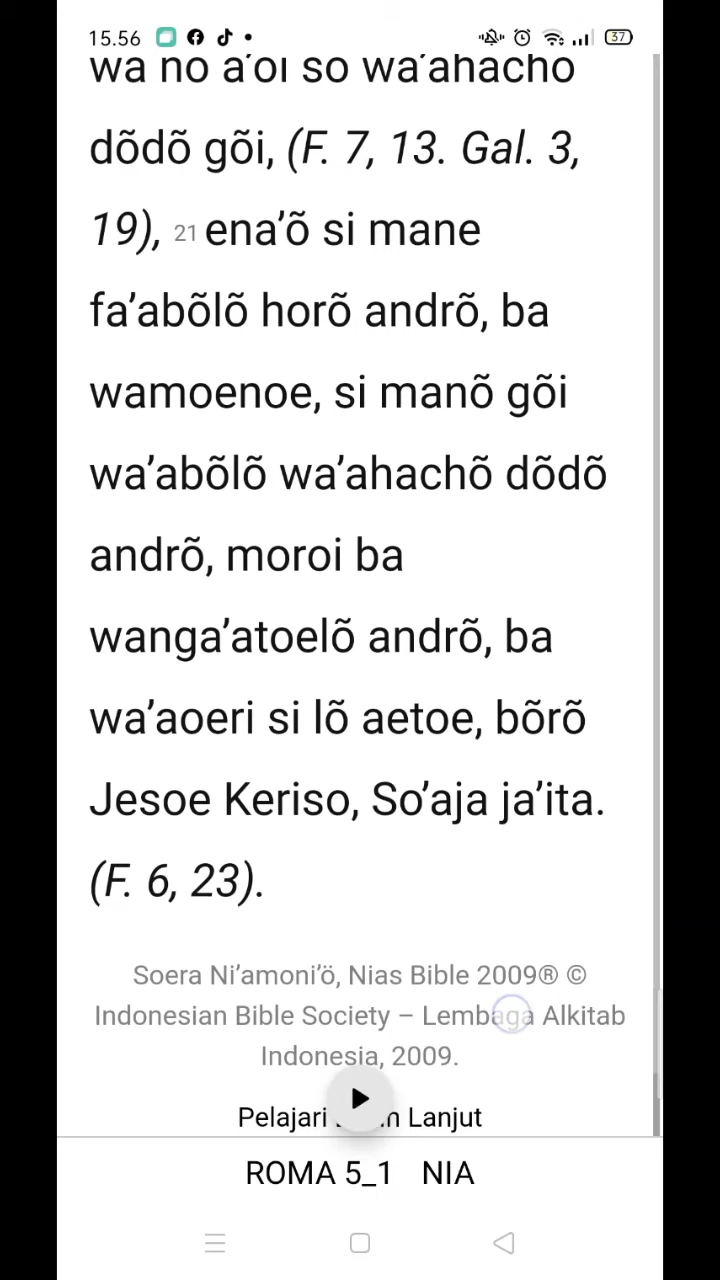 15.56
37
wa no a'oi so wa'ahachõ
dõdõ gõi, (F. 7, 13. Gal. 3,
19), 21 ena'õ si mane
fa'abõlõ horõ andrõ, ba
wamoenoe, si manõ gõi
wa'abõlõ wa'ahachõ dõdõ
andrõ, moroi ba
wanga'atoelõ andrõ, ba
wa'aoeri si lõ aetoe, bõrõ
Jesoe Keriso, So'aja ja'ita.
(F. 6, 23).
Soera Ni'amoni'ö, Nias Bible 2009® ©
Indonesian Bible Society – Lembaga Alkitab
Indonesia, 2009.
Pelajari Lanjut
ROMA 5_1 NIA